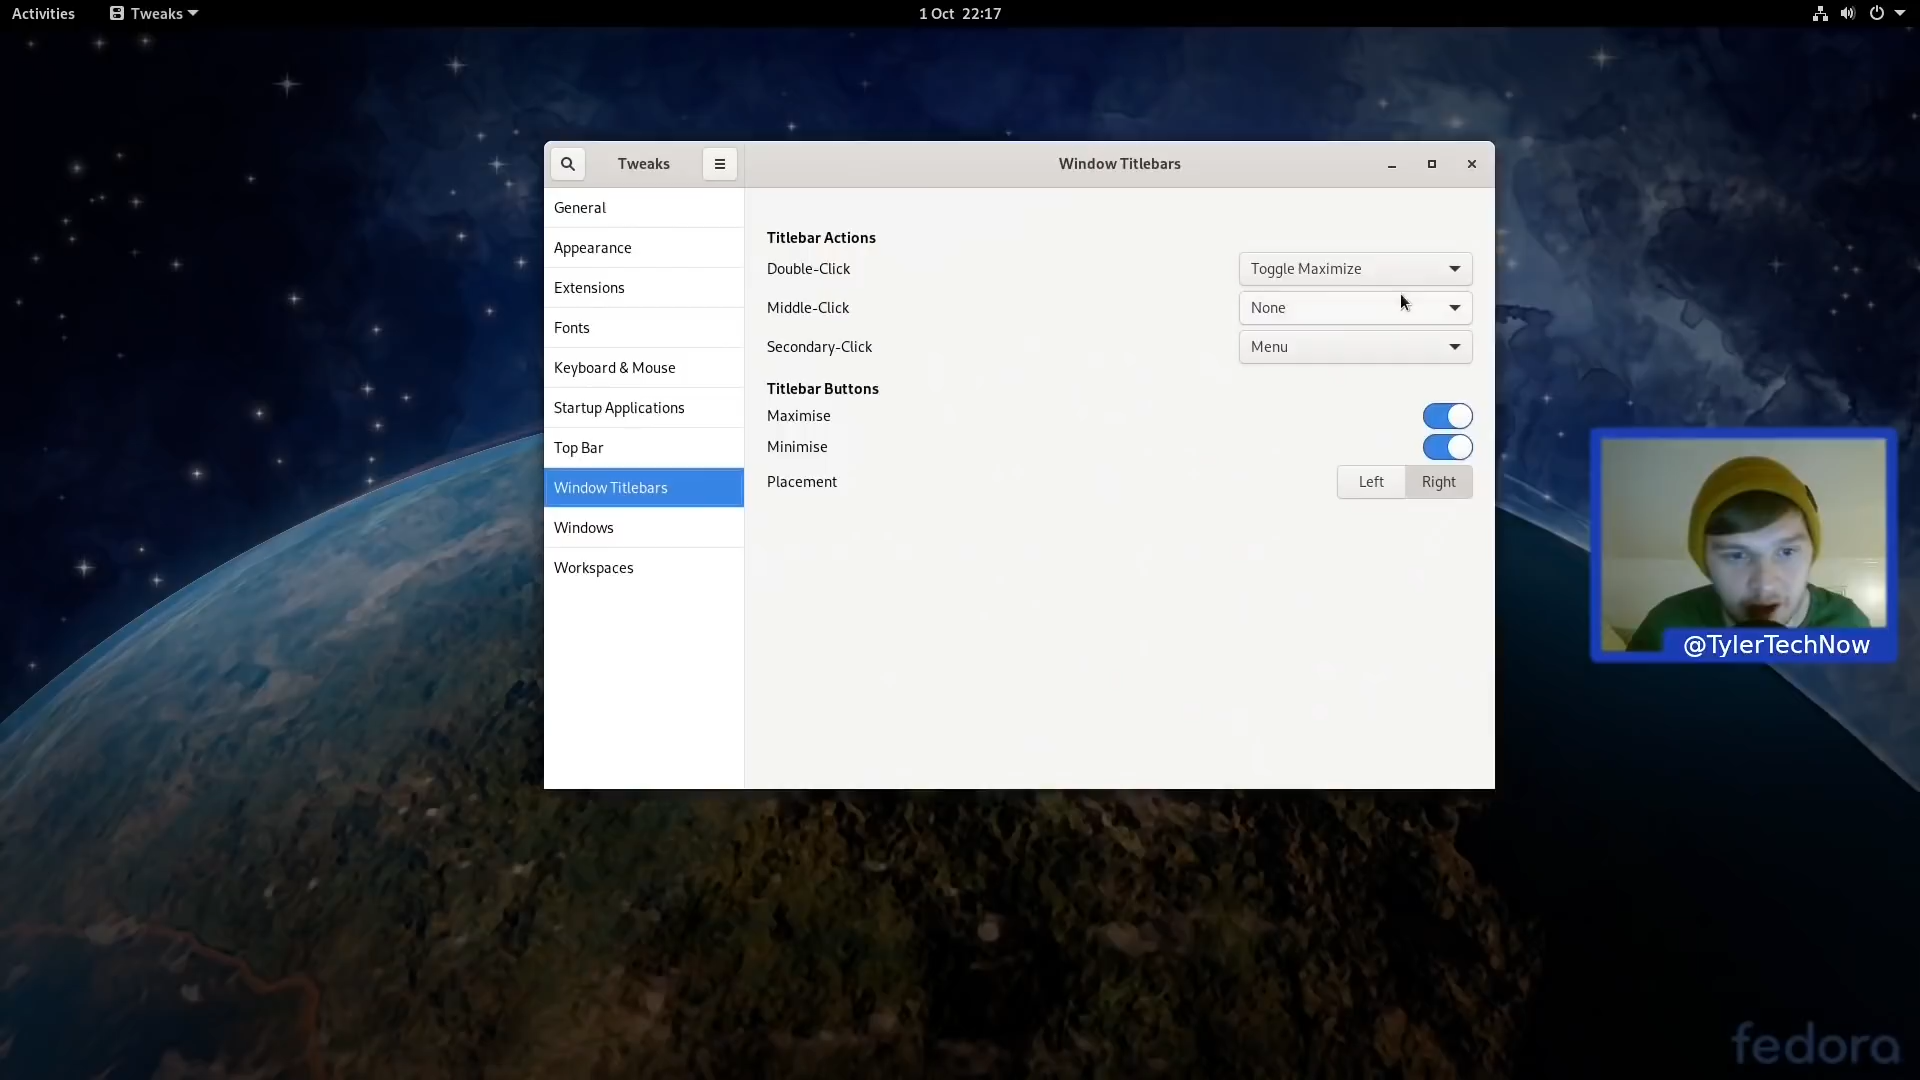 Activities
Tweaks
1 Oct 22:17
Tweaks
Window Titlebars
General
Appearance
Extensions
Fonts
Keyboard & Mouse
Startup Applications
Top Bar
Window Titlebars
Windows
Workspaces
Titlebar Actions
Double-Click
Toggle Maximize
Middle-Click
None
Secondary-Click
Menu
Titlebar Buttons
Maximise
Minimise
Placement
Left
Right
@TylerTechNow
fedora